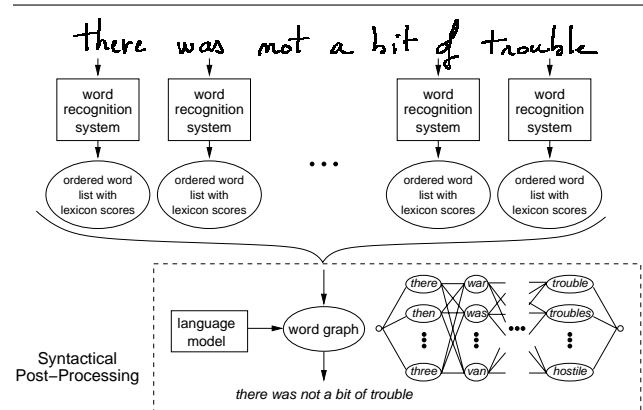 there was not a bit of trouble
word recognition system
word recognition system
word recognition system
word recognition system
• • •
ordered word list with lexicon scores
ordered word list with lexicon scores
ordered word list with lexicon scores
ordered word list with lexicon scores
Syntactical Post−Processing
language model
word graph
there was not a bit of trouble
there war trouble
then was troubles
three van hostile